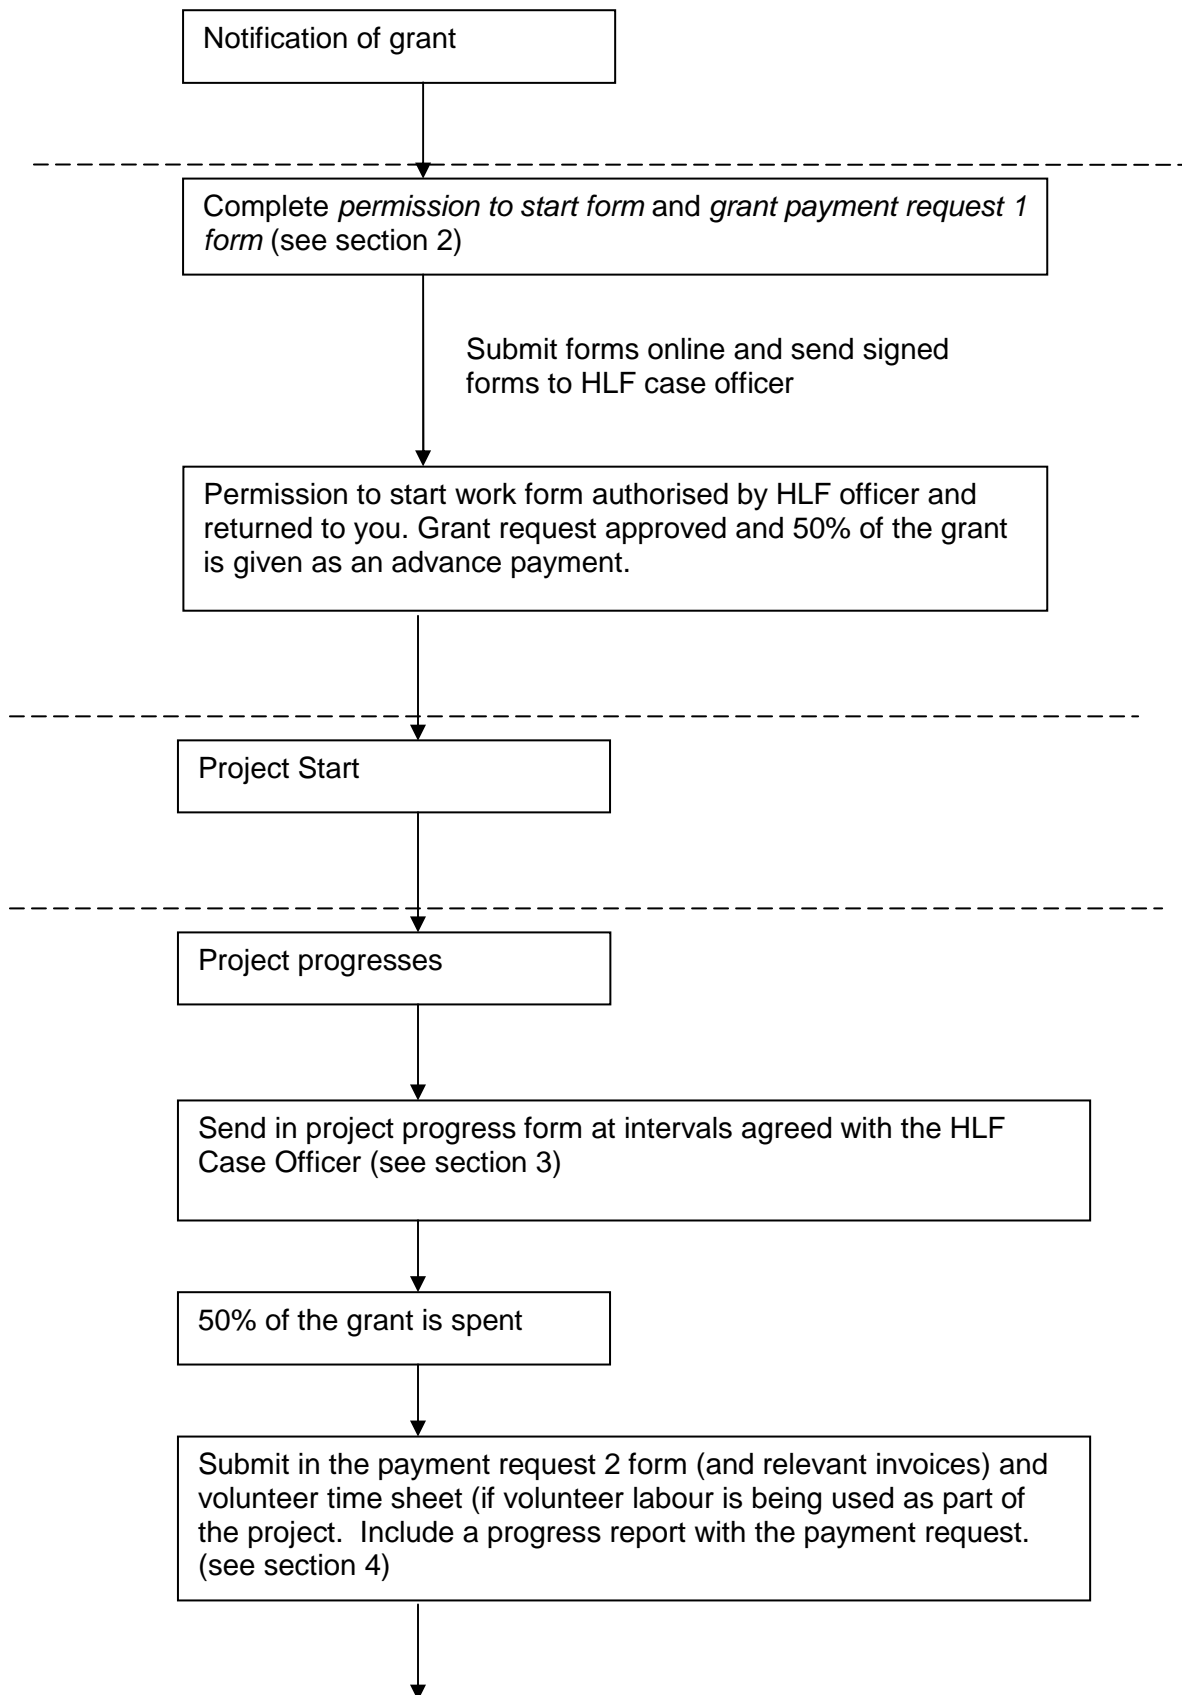 Notification of grant
Complete permission to start form and grant payment request 1
form (see section 2)
Submit forms online and send signed
forms to HLF case officer
Permission to start work form authorised by HLF officer and
returned to you. Grant request approved and 50% of the grant
is given as an advance payment.
Project Start
Project progresses
Send in project progress form at intervals agreed with the HLF
Case Officer (see section 3)
50% of the grant is spent
Submit in the payment request 2 form (and relevant invoices) and
volunteer time sheet (if volunteer labour is being used as part of
the project.  Include a progress report with the payment request.
(see section 4)